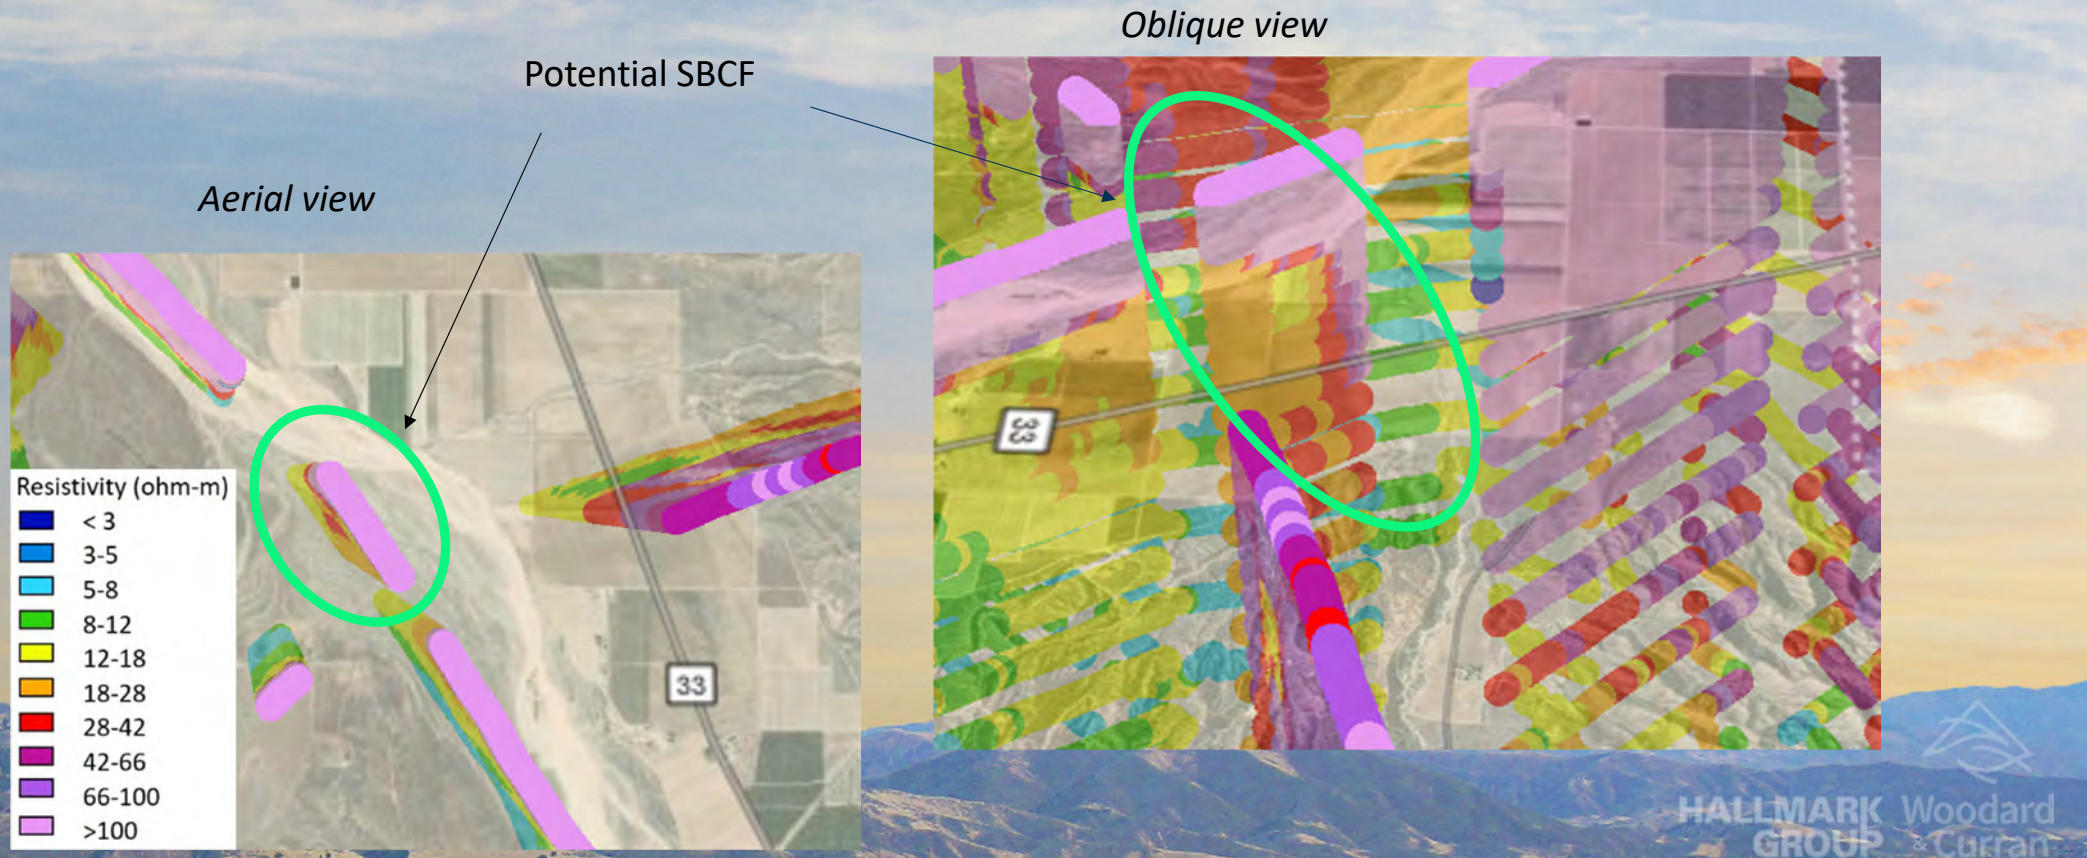 Oblique view
Potential SBCF
Aerial view
Resistivity (ohm-m)
< 3
3-5
5-8
8-12
12-18
18-28
28-42
42-66
66-100
>100
33
33
HALLMARK
GROUP
Woodard
& Curran